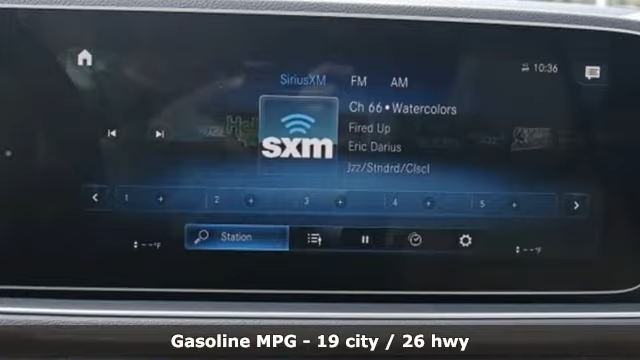 10:36
SiriusXM FM AM
Ch 66 • Watercolors
Fired Up
Eric Darius
Jzz/Stndrd/Clscl
sxm
1 + 2 + 3 + 4 + 5 +
Station
--°F
--°F
Gasoline MPG - 19 city / 26 hwy